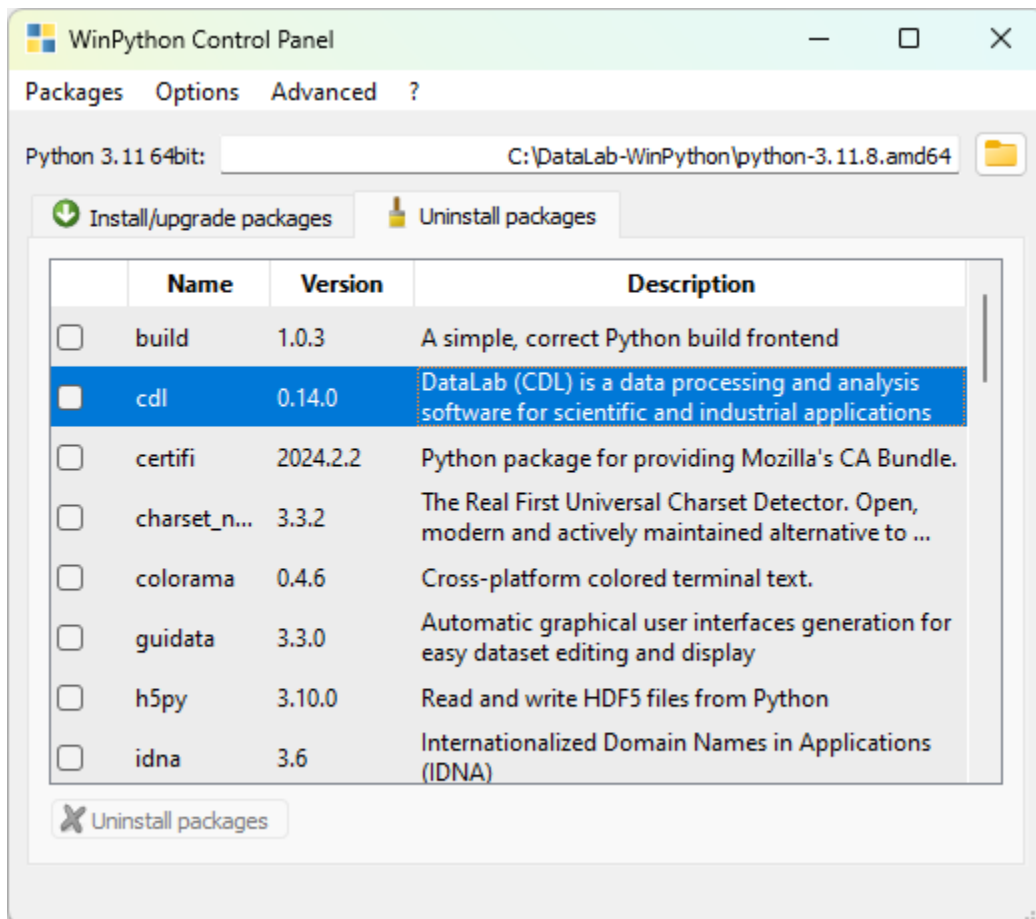 WinPython Control Panel
Packages Options Advanced ?
Python 3.11 64bit: C:\DataLab-WinPython\python-3.11.8.amd64
Install/upgrade packages Uninstall packages
Name Version Description
build 1.0.3 A simple, correct Python build frontend
cdl 0.14.0 DataLab (CDL) is a data processing and analysis
software for scientific and industrial applications
certifi 2024.2.2 Python package for providing Mozilla's CA Bundle.
charset_n... 3.3.2 The Real First Universal Charset Detector. Open,
modern and actively maintained alternative to ...
colorama 0.4.6 Cross-platform colored terminal text.
guidata 3.3.0 Automatic graphical user interfaces generation for
easy dataset editing and display
h5py 3.10.0 Read and write HDF5 files from Python
idna 3.6 Internationalized Domain Names in Applications
(IDNA)
Uninstall packages